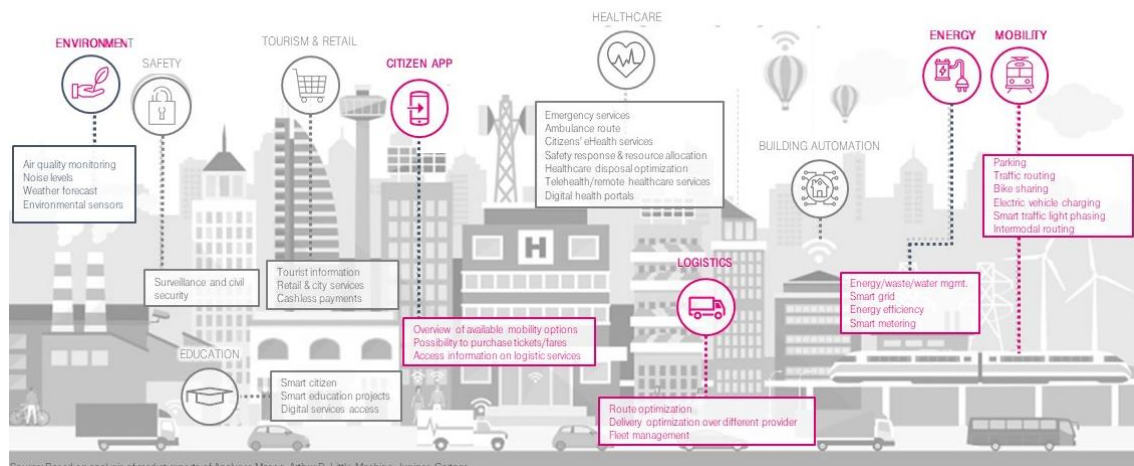 HEALTHCARE
ENVIRONMENT
TOURISM & RETAIL
ENERGY
MOBILITY
SAFETY
CITIZEN APP
Emergency services
Ambulance route
Citizens' eHealth services
Safety response & resource allocation
Healthcare disposal optimization
Telehealth/remote healthcare services
Digital health portals
BUILDING AUTOMATION
Air quality monitoring
Noise levels
Weather forecast
Environmental sensors
Parking
Traffic routing
Bike sharing
Electric vehicle charging
Smart traffic light phasing
Intermodal routing
H
Surveillance and civil
security
Tourist information
Retail & city services
Cashless payments
LOGISTICS
Energy/waste/water mgmt.
Smart grid
Energy efficiency
Smart metering
Overview of available mobility options
Possibility to purchase tickets/fares
Access information on logistic services
EDUCATION
Smart citizen
Smart education projects
Digital services access
Route optimization
Delivery optimization over different provider
Fleet management